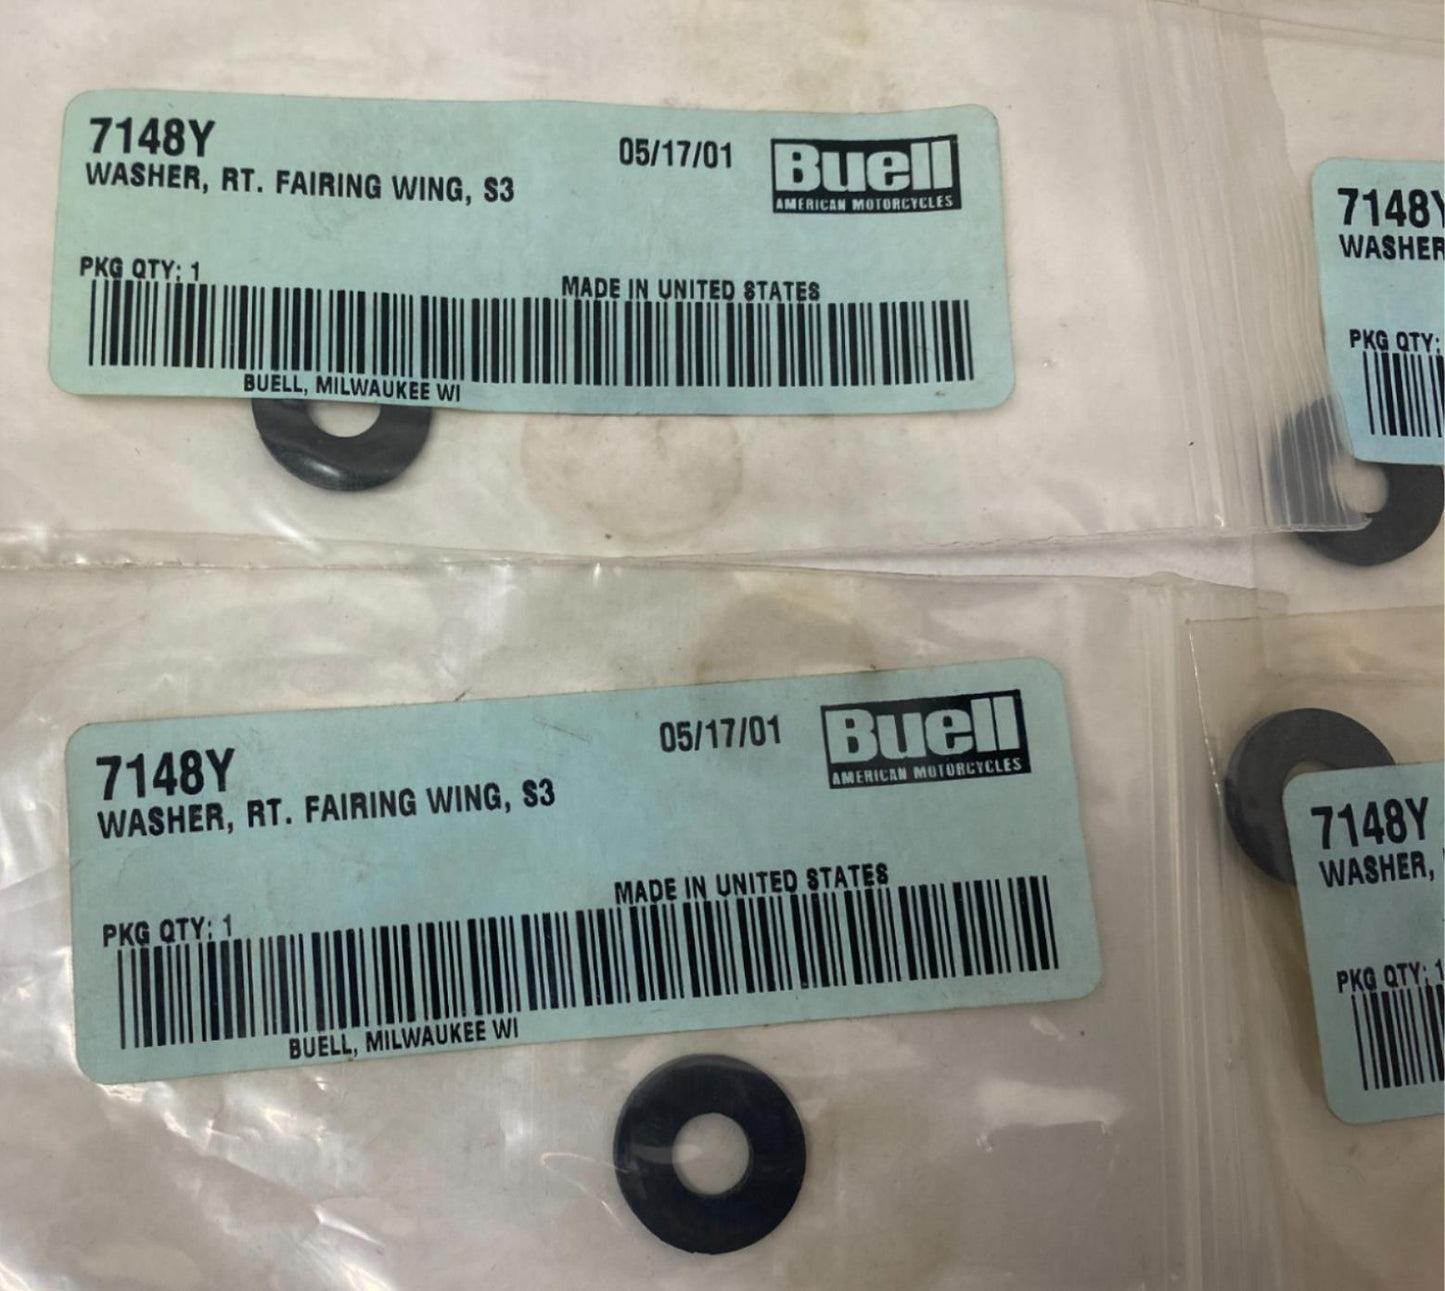 7148Y
WASHER, RT. FAIRING WING, S3
05/17/01
Buell
AMERICAN MOTORCYCLES
PKG QTY: 1
MADE IN UNITED STATES
BUELL, MILWAUKEE WI
7148Y
WASHER
PKG QTY:
7148Y
WASHER, RT. FAIRING WING, S3
05/17/01
Buell
AMERICAN MOTORCYCLES
PKG QTY: 1
MADE IN UNITED STATES
BUELL, MILWAUKEE WI
7148Y
WASHER,
PKG QTY: 1